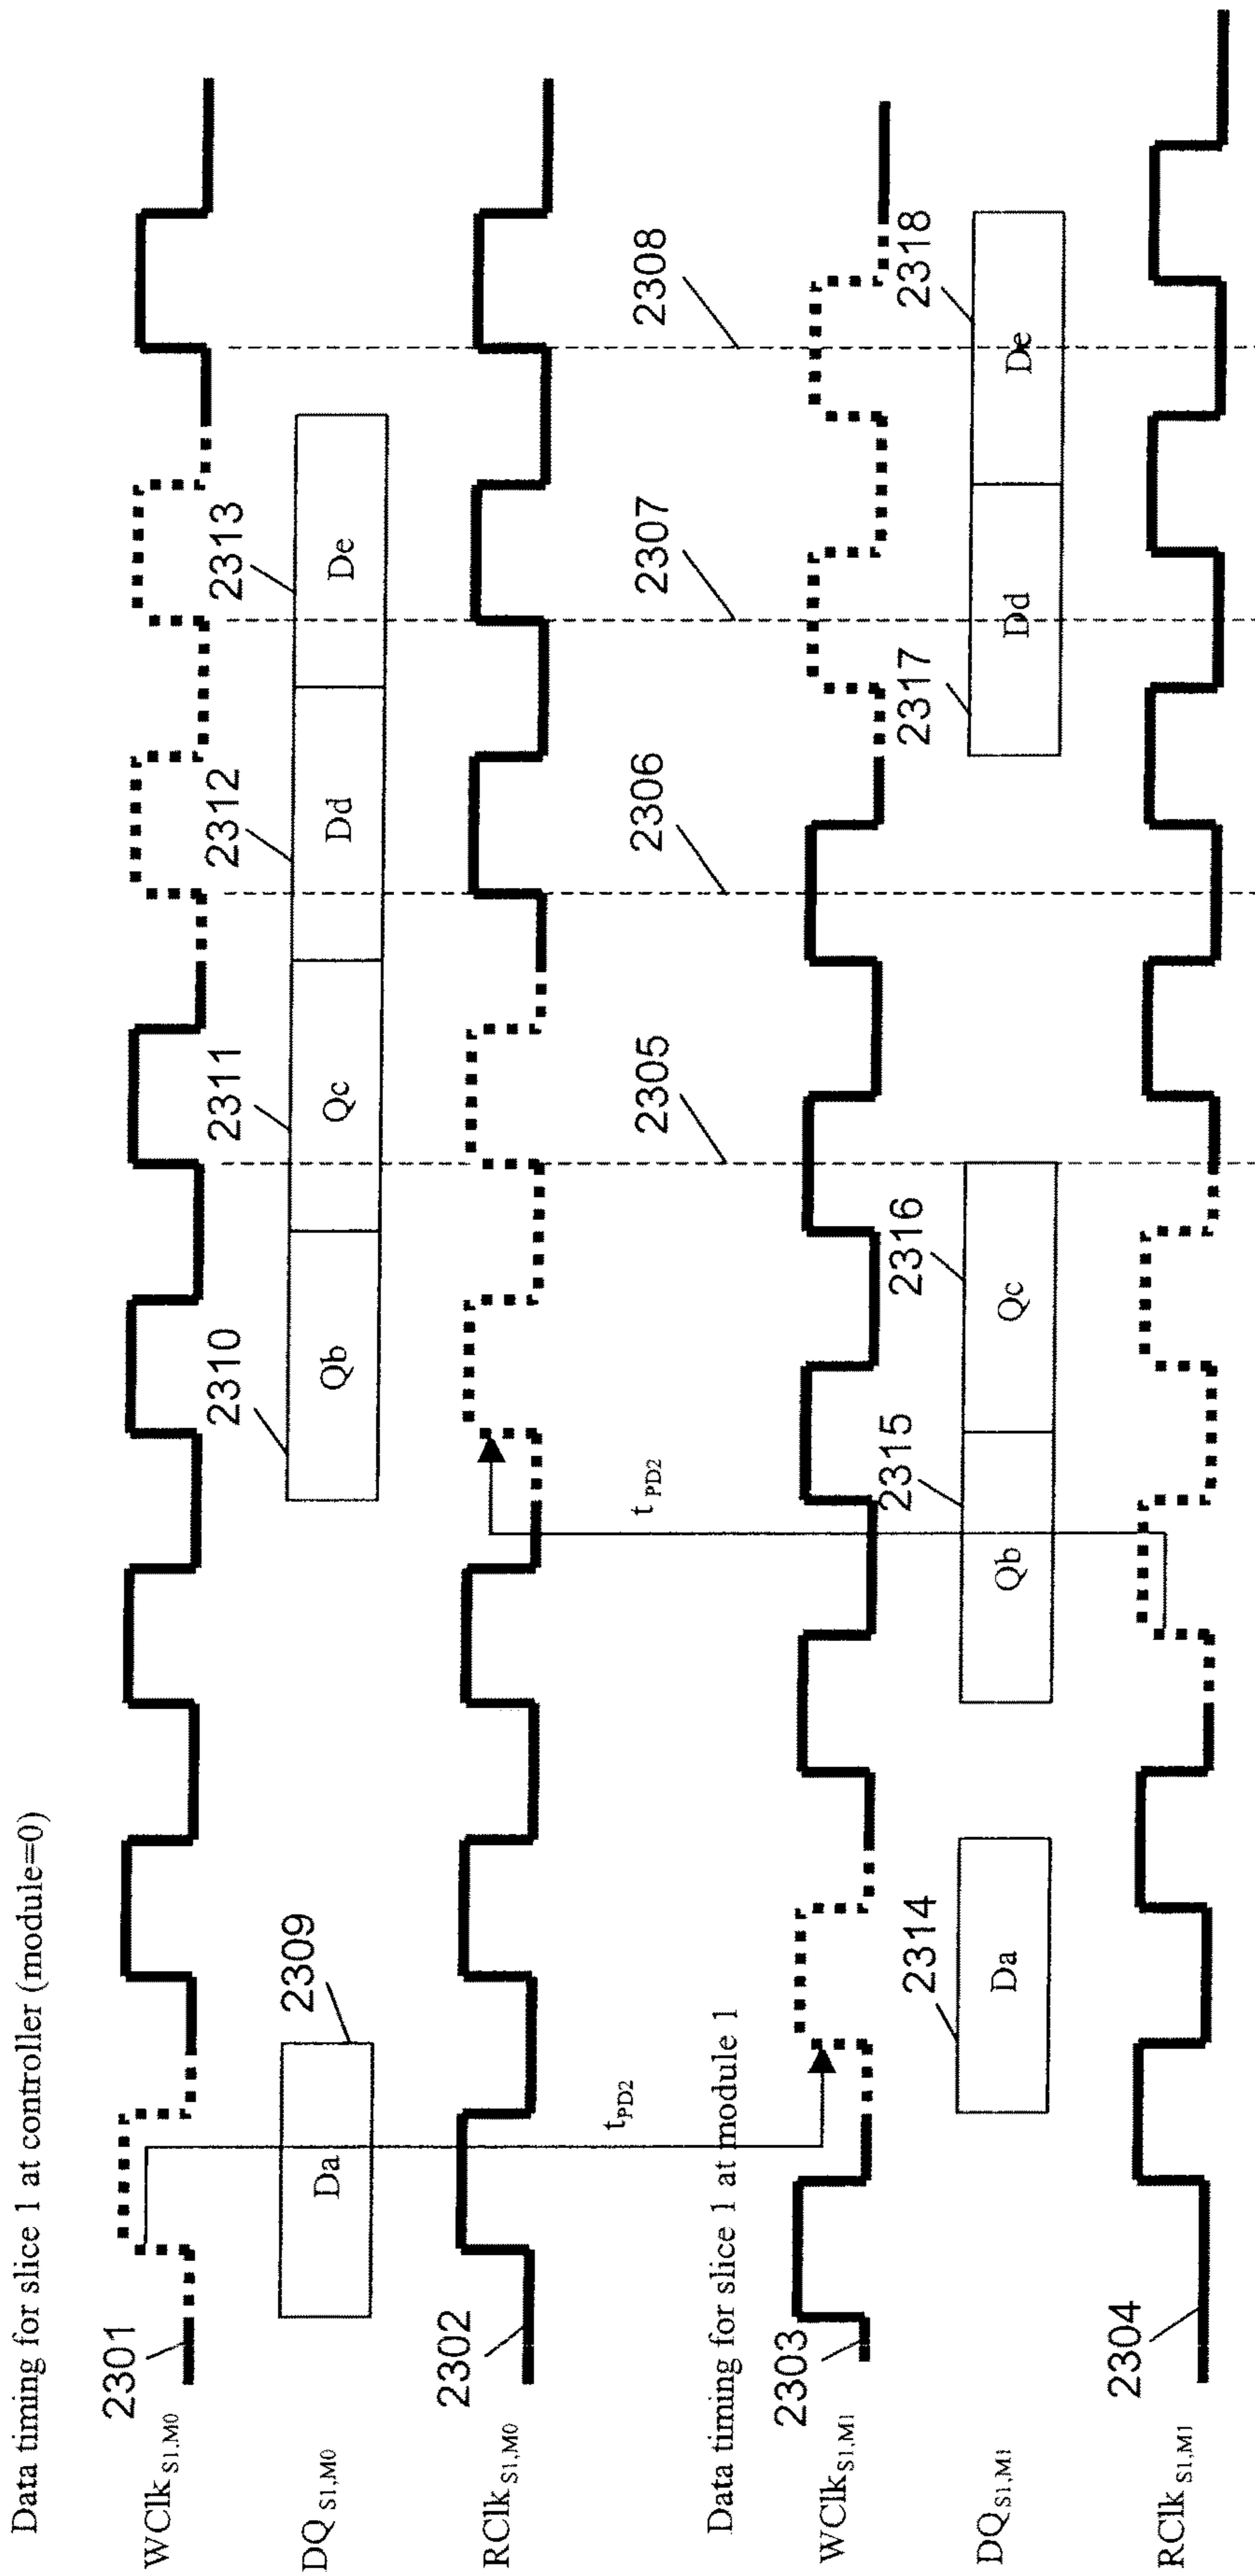 Data timing for slice 1 at controller (module=0)
WClk S1,M0
2301
DQ S1,M0
Da
2309
Qb
2310
Qc
2311
Dd
2312
De
2313
RClk S1,M0
2302
t PD2
t PD2
2305
2306
2307
2308
Data timing for slice 1 at module 1
WClk S1,M1
2303
DQ S1,M1
Da
2314
Qb
2315
Qc
2316
Dd
2317
De
2318
RClk S1,M1
2304